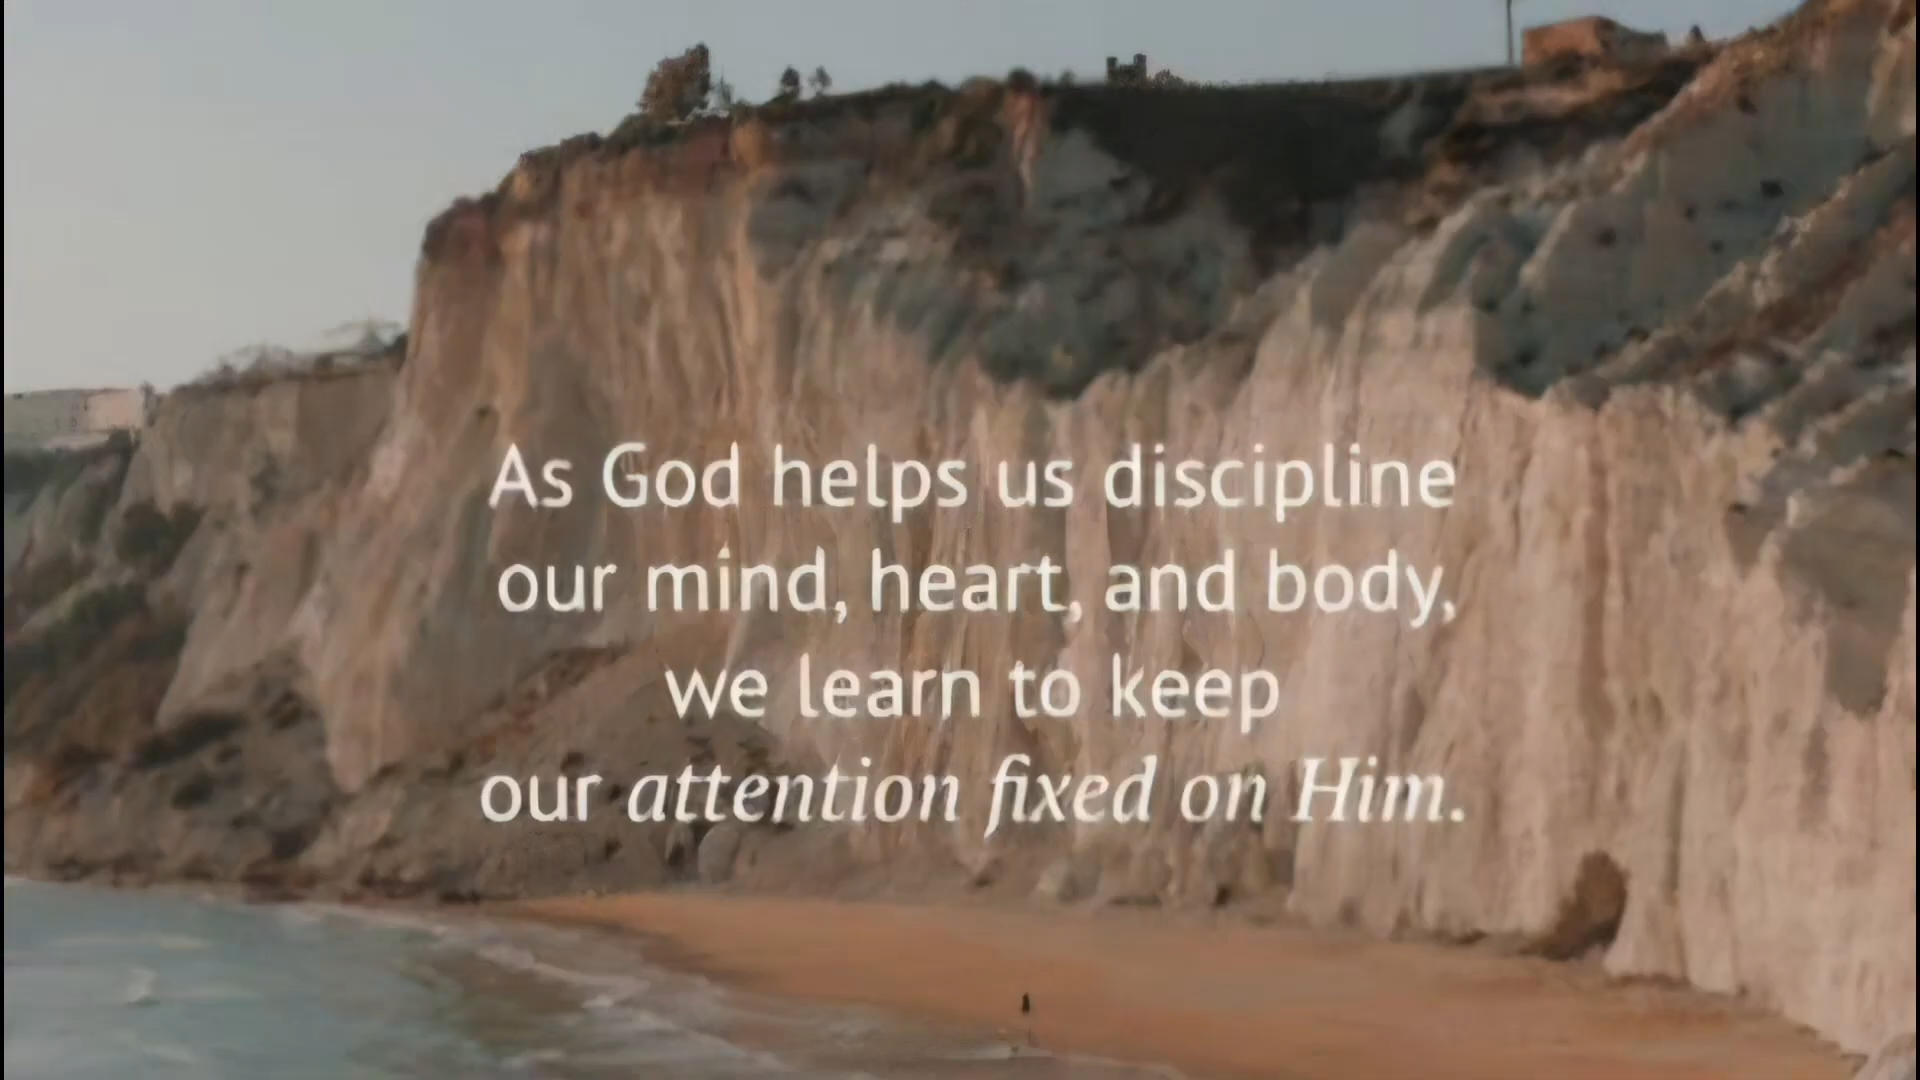 As God helps us discipline
our mind, heart, and body,
we learn to keep
our attention fixed on Him.